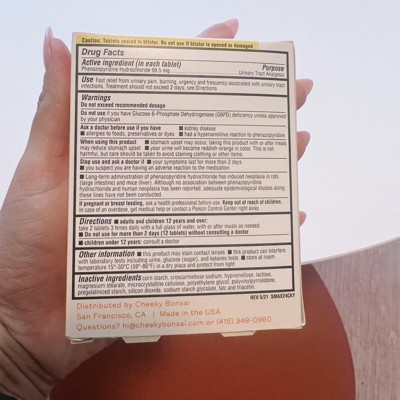 Caution: Tablets sealed in blister. Do not use if blister is opened or damaged
Drug Facts
Active ingredient (in each tablet) Purpose
Phenazopyridine Hydrochloride 99.5 mg Urinary Tract Analgesic
Use Fast relief from urinary pain, burning, urgency and frequency associated with urinary tract
infections. Treatment should not exceed 2 days; see Directions
Warnings
Do not exceed recommended dosage
Do not use if you have Glucose-6-Phosphate Dehydrogenase (G6PD) deficiency unless approved
by your physician
Ask a doctor before use if you have ■ kidney disease
■ allergies to foods, preservatives or dyes ■ had a hypersensitive reaction to phenazopyridine
When using this product ■ stomach upset may occur, taking this product with or after meals
may reduce stomach upset ■ your urine will become reddish-orange in color. This is not
harmful, but care should be taken to avoid staining clothing or other items.
Stop use and ask a doctor if ■ your symptoms last for more than 2 days
■ you suspect you are having an adverse reaction to the medication
■ Long-term administration of phenazopyridine hydrochloride has induced neoplasia in rats
(large intestine) and mice (liver). Although no association between phenazopyridine
hydrochloride and human neoplasia has been reported, adequate epidemiological studies along
these lines have not been conducted.
If pregnant or breast feeding, ask a health professional before use. Keep out of reach of children.
In case of an overdose, get medical help or contact a Poison Control Center right away.
Directions ■ adults and children 12 years and over:
take 2 tablets 3 times daily with a full glass of water, with or after meals as needed
■ Do not use for more than 2 days (12 tablets) without consulting a doctor
■ children under 12 years: consult a doctor
Other information ■ this product may stain contact lenses ■ this product can interfere
with laboratory tests including urine, glucose (sugar), and ketones tests ■ store at room
temperature 15°-30°C (59°-86°F) in a dry place and protect from light
Inactive ingredients corn starch, croscarmellose sodium, hypromellose, lactose,
magnesium stearate, microcrystalline cellulose, polyethylene glycol, polyvinylpyrrolidone,
pregelatinized starch, silicon dioxide, sodium starch glycolate, talc and triacetin.
REV 5/21
Distributed by Cheeky Bonsai
San Francisco, CA | Made in the USA
Questions? hi@cheekybonsai.com or (415) 349-0960